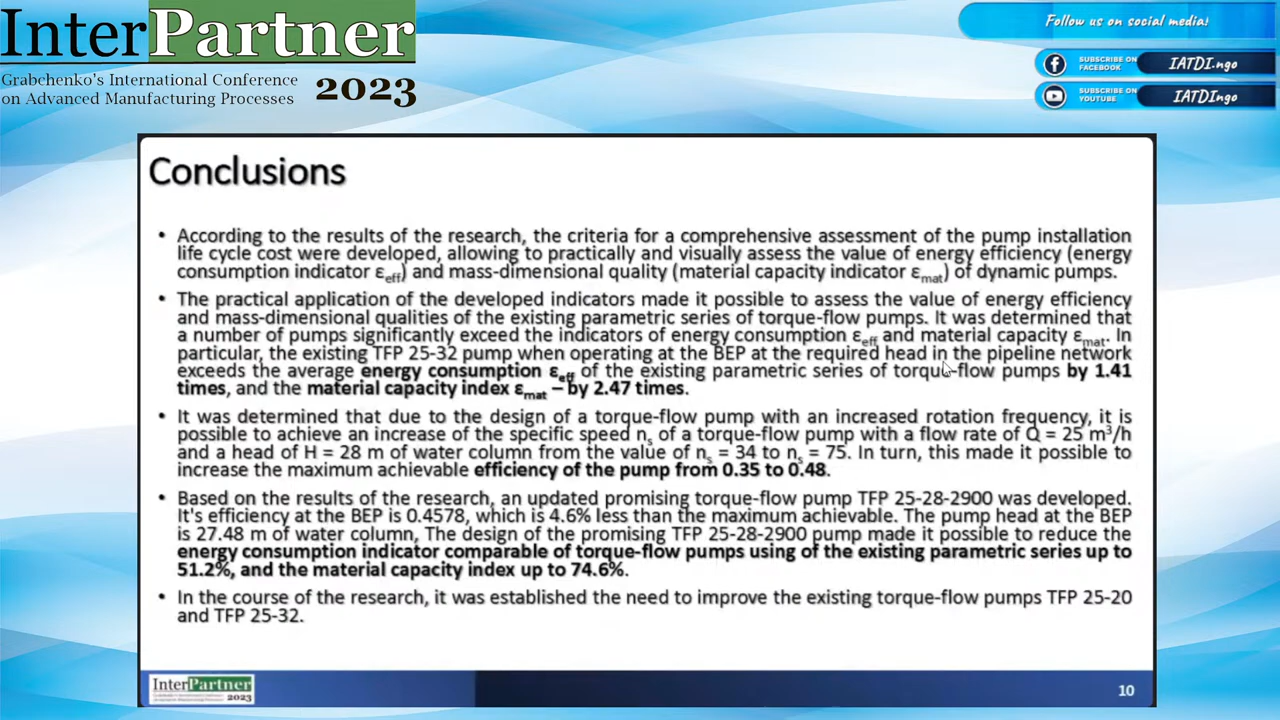 InterPartner
Grabchenko's International Conference
on Advanced Manufacturing Processes
2023
Follow us on social media!
SUBSCRIBE ON
FACEBOOK
IATDI.ngo
SUBSCRIBE ON
YOUTUBE
IATDIngo
Conclusions
• According to the results of the research, the criteria for a comprehensive assessment of the pump installation
life cycle cost were developed, allowing to practically and visually assess the value of energy efficiency (energy
consumption indicator εeff) and mass-dimensional quality (material capacity indicator εmat) of dynamic pumps.
• The practical application of the developed indicators made it possible to assess the value of energy efficiency
and mass-dimensional qualities of the existing parametric series of torque-flow pumps. It was determined that
a number of pumps significantly exceed the indicators of energy consumption εeff and material capacity εmat. In
particular, the existing TFP 25-32 pump when operating at the BEP at the required head in the pipeline network
exceeds the average energy consumption εeff of the existing parametric series of torque-flow pumps by 1.41
times, and the material capacity index εmat – by 2.47 times.
• It was determined that due to the design of a torque-flow pump with an increased rotation frequency, it is
possible to achieve an increase of the specific speed ns of a torque-flow pump with a flow rate of Q = 25 m³/h
and a head of H = 28 m of water column from the value of ns = 34 to ns = 75. In turn, this made it possible to
increase the maximum achievable efficiency of the pump from 0.35 to 0.48.
• Based on the results of the research, an updated promising torque-flow pump TFP 25-28-2900 was developed.
It's efficiency at the BEP is 0.4578, which is 4.6% less than the maximum achievable. The pump head at the BEP
is 27.48 m of water column, The design of the promising TFP 25-28-2900 pump made it possible to reduce the
energy consumption indicator comparable of torque-flow pumps using of the existing parametric series up to
51.2%, and the material capacity index up to 74.6%.
• In the course of the research, it was established the need to improve the existing torque-flow pumps TFP 25-20
and TFP 25-32.
InterPartner
2023
10